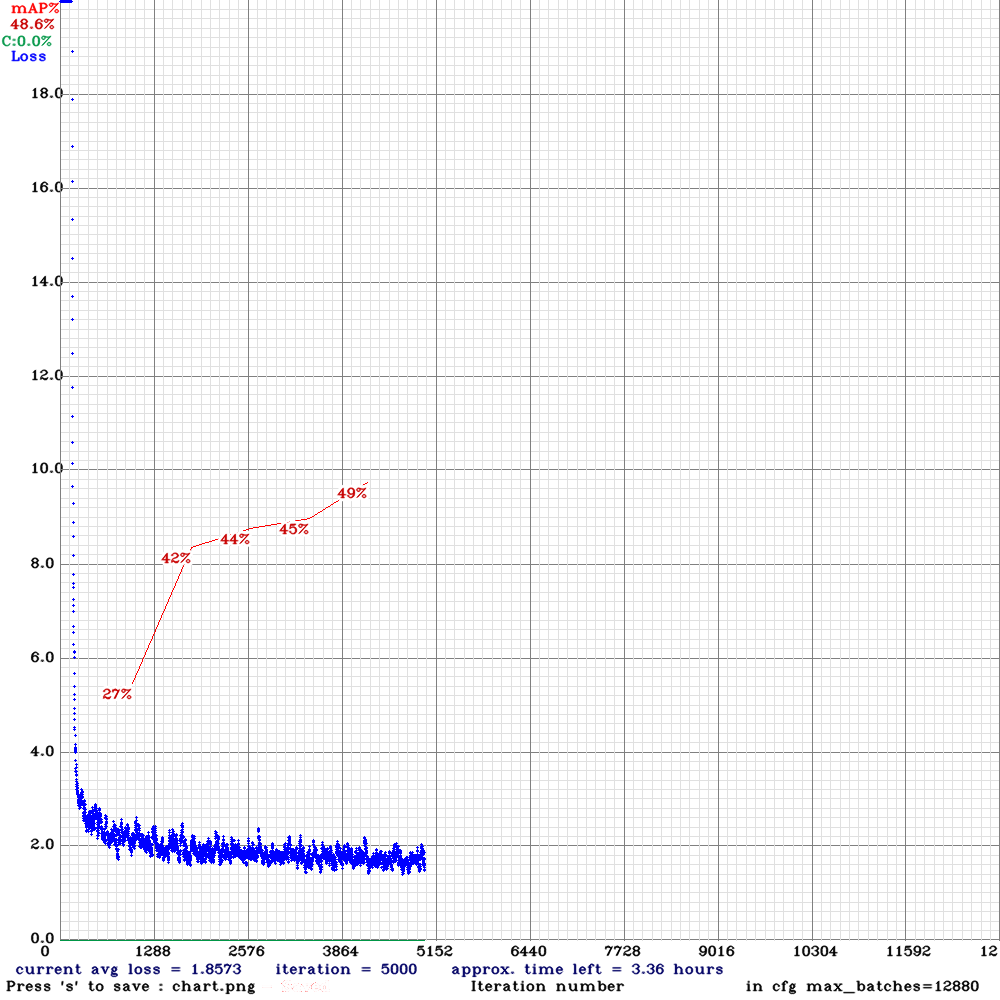 mAP%
48.6%
C:0.0%
Loss
18.0
16.0
14.0
12.0
10.0
49%
45%
44%
42%
8.0
6.0
27%
4.0
2.0
0.0
0 1288 2576 3864 5152 6440 7728 9016 10304 11592 12
current avg loss = 1.8573 iteration = 5000 approx. time left = 3.36 hours
Press 's' to save : chart.png Iteration number in cfg max_batches=12880